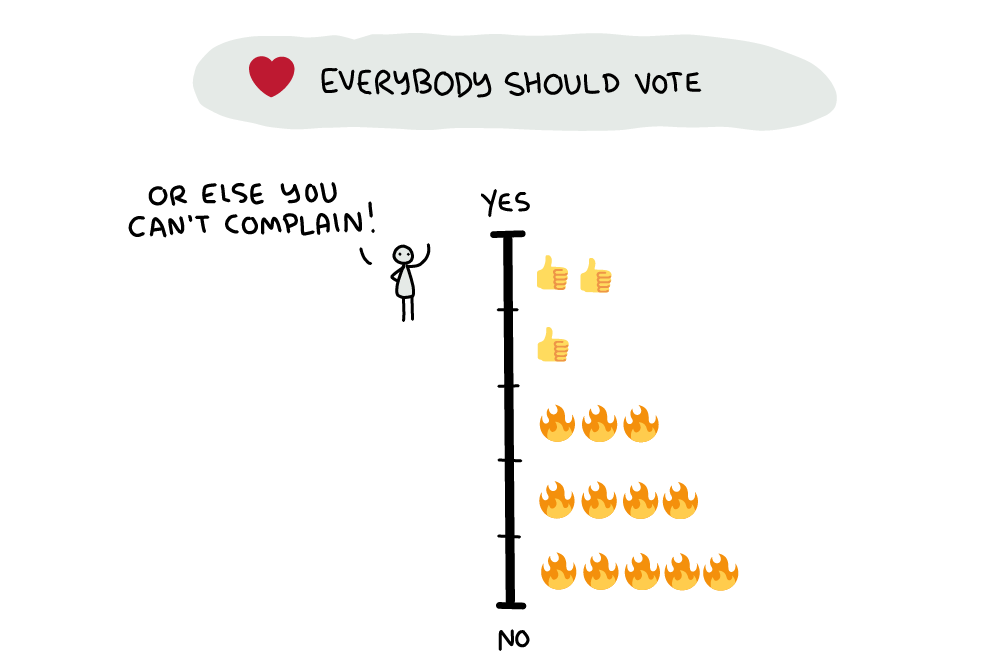 EVERYBODY SHOULD VOTE
OR ELSE YOU
CAN'T COMPLAIN!
YES
NO